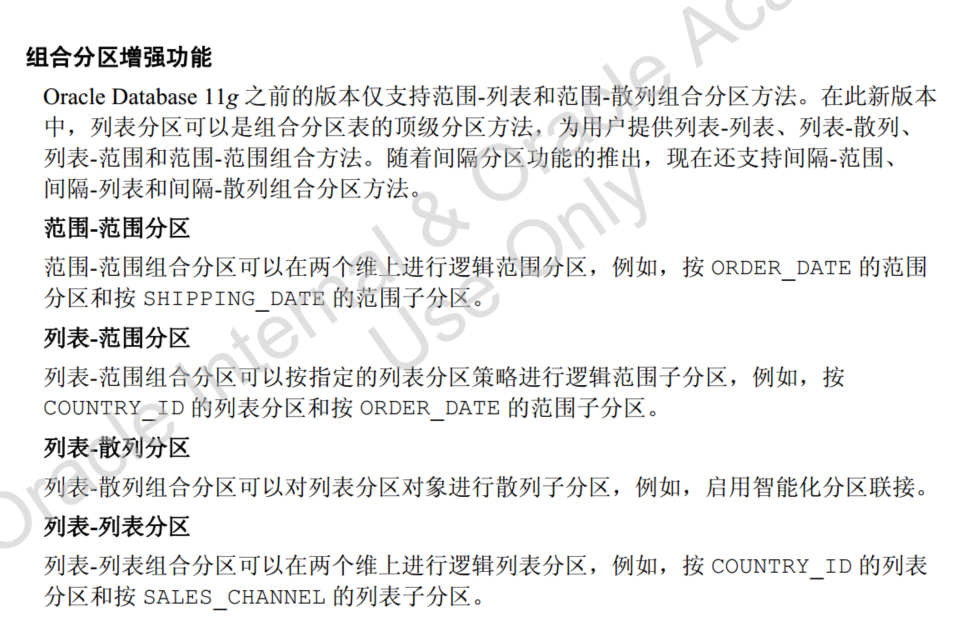 组合分区增强功能
Oracle Database 11g 之前的版本仅支持范围-列表和范围-散列组合分区方法。在此新版本
中，列表分区可以是组合分区表的顶级分区方法，为用户提供列表-列表、列表-散列、
列表-范围和范围-范围组合方法。随着间隔分区功能的推出，现在还支持间隔-范围、
间隔-列表和间隔-散列组合分区方法。
范围-范围分区
范围-范围组合分区可以在两个维上进行逻辑范围分区，例如，按 ORDER_DATE 的范围
分区和按 SHIPPING_DATE 的范围子分区。
列表-范围分区
列表-范围组合分区可以按指定的列表分区策略进行逻辑范围子分区，例如，按
COUNTRY_ID 的列表分区和按 ORDER_DATE 的范围子分区。
列表-散列分区
列表-散列组合分区可以对列表分区对象进行散列子分区，例如，启用智能化分区联接。
列表-列表分区
列表-列表组合分区可以在两个维上进行逻辑列表分区，例如，按 COUNTRY_ID 的列表
分区和按 SALES_CHANNEL 的列表子分区。
Oracle Internal & Oracle Aca
Use Only